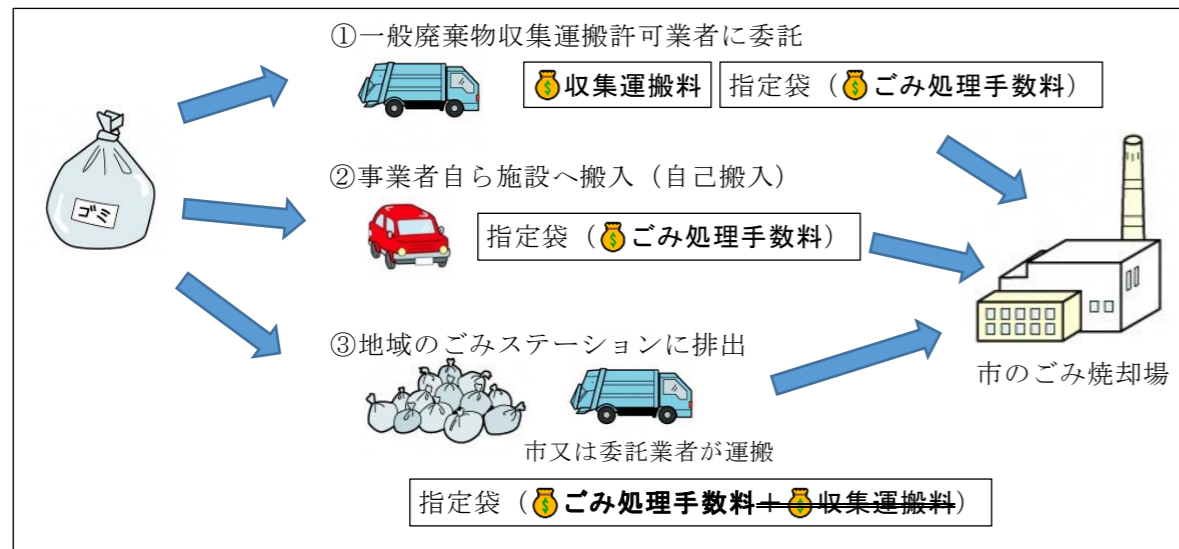 ①一般廃棄物収集運搬許可業者に委託
収集運搬料
指定袋（ごみ処理手数料）
ゴミ
②事業者自ら施設へ搬入（自己搬入）
指定袋（ごみ処理手数料）
③地域のごみステーションに排出
市のごみ焼却場
市又は委託業者が運搬
指定袋（ごみ処理手数料＋収集運搬料）